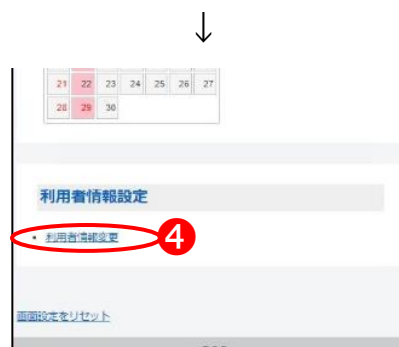 ↓
21 22 23 24 25 26 27
28 29 30
利用者情報設定
• 利用者情報変更
4
画面設定をリセット